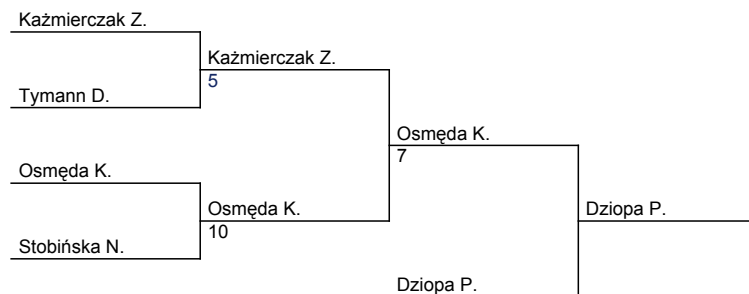 Kaźmierczak Z.
Kaźmierczak Z.
5
Tymann D.
Osmęda K.
7
Osmęda K.
Osmęda K.
10
Dziopa P.
Stobińska N.
Dziopa P.